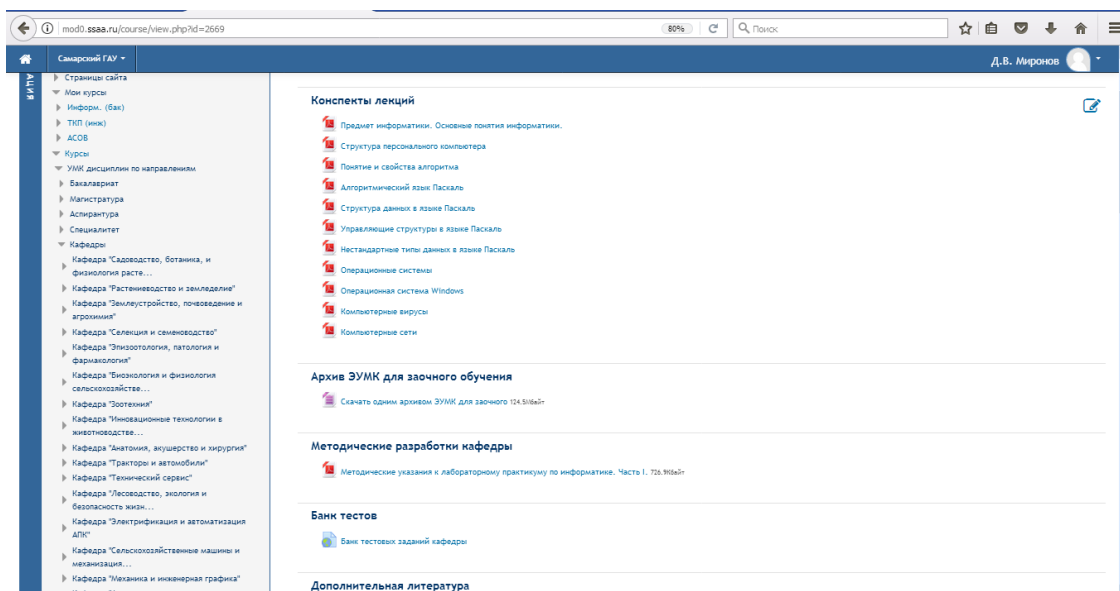 mod0.ssaa.ru/course/view.php?id=2669
80%
Поиск
Самарский ГАУ
Д.В. Миронов
АЦИЯ
Страницы сайта
Мои курсы
Информ. (бак)
ТКП (инж)
АСОВ
Курсы
УМК дисциплин по направлениям
Бакалавриат
Магистратура
Аспирантура
Специалитет
Кафедры
Кафедра "Садоводство, ботаника, и
физиология расте...
Кафедра "Растениеводство и земледелие"
Кафедра "Землеустройство, почвоведение и
агрохимия"
Кафедра "Селекция и семеноводство"
Кафедра "Эпизоотология, патология и
фармакология"
Кафедра "Биоэкология и физиология
сельскохозяйстве...
Кафедра "Зоотехния"
Кафедра "Инновационные технологии в
животноводстве...
Кафедра "Анатомия, акушерство и хирургия"
Кафедра "Тракторы и автомобили"
Кафедра "Технический сервис"
Кафедра "Лесоводство, экология и
безопасность жизн...
Кафедра "Электрификация и автоматизация
АПК"
Кафедра "Сельскохозяйственные машины и
механизация...
Кафедра "Механика и инженерная графика"
Конспекты лекций
Предмет информатики. Основные понятия информатики.
Структура персонального компьютера
Понятие и свойства алгоритма
Алгоритмический язык Паскаль
Структура данных в языке Паскаль
Управляющие структуры в языке Паскаль
Нестандартные типы данных в языке Паскаль
Операционные системы
Операционная система Windows
Компьютерные вирусы
Компьютерные сети
Архив ЭУМК для заочного обучения
Скачать одним архивом ЭУМК для заочного 124.5Мбайт
Методические разработки кафедры
Методические указания к лабораторному практикуму по информатике. Часть I. 726.9Кбайт
Банк тестов
Банк тестовых заданий кафедры
Дополнительная литература